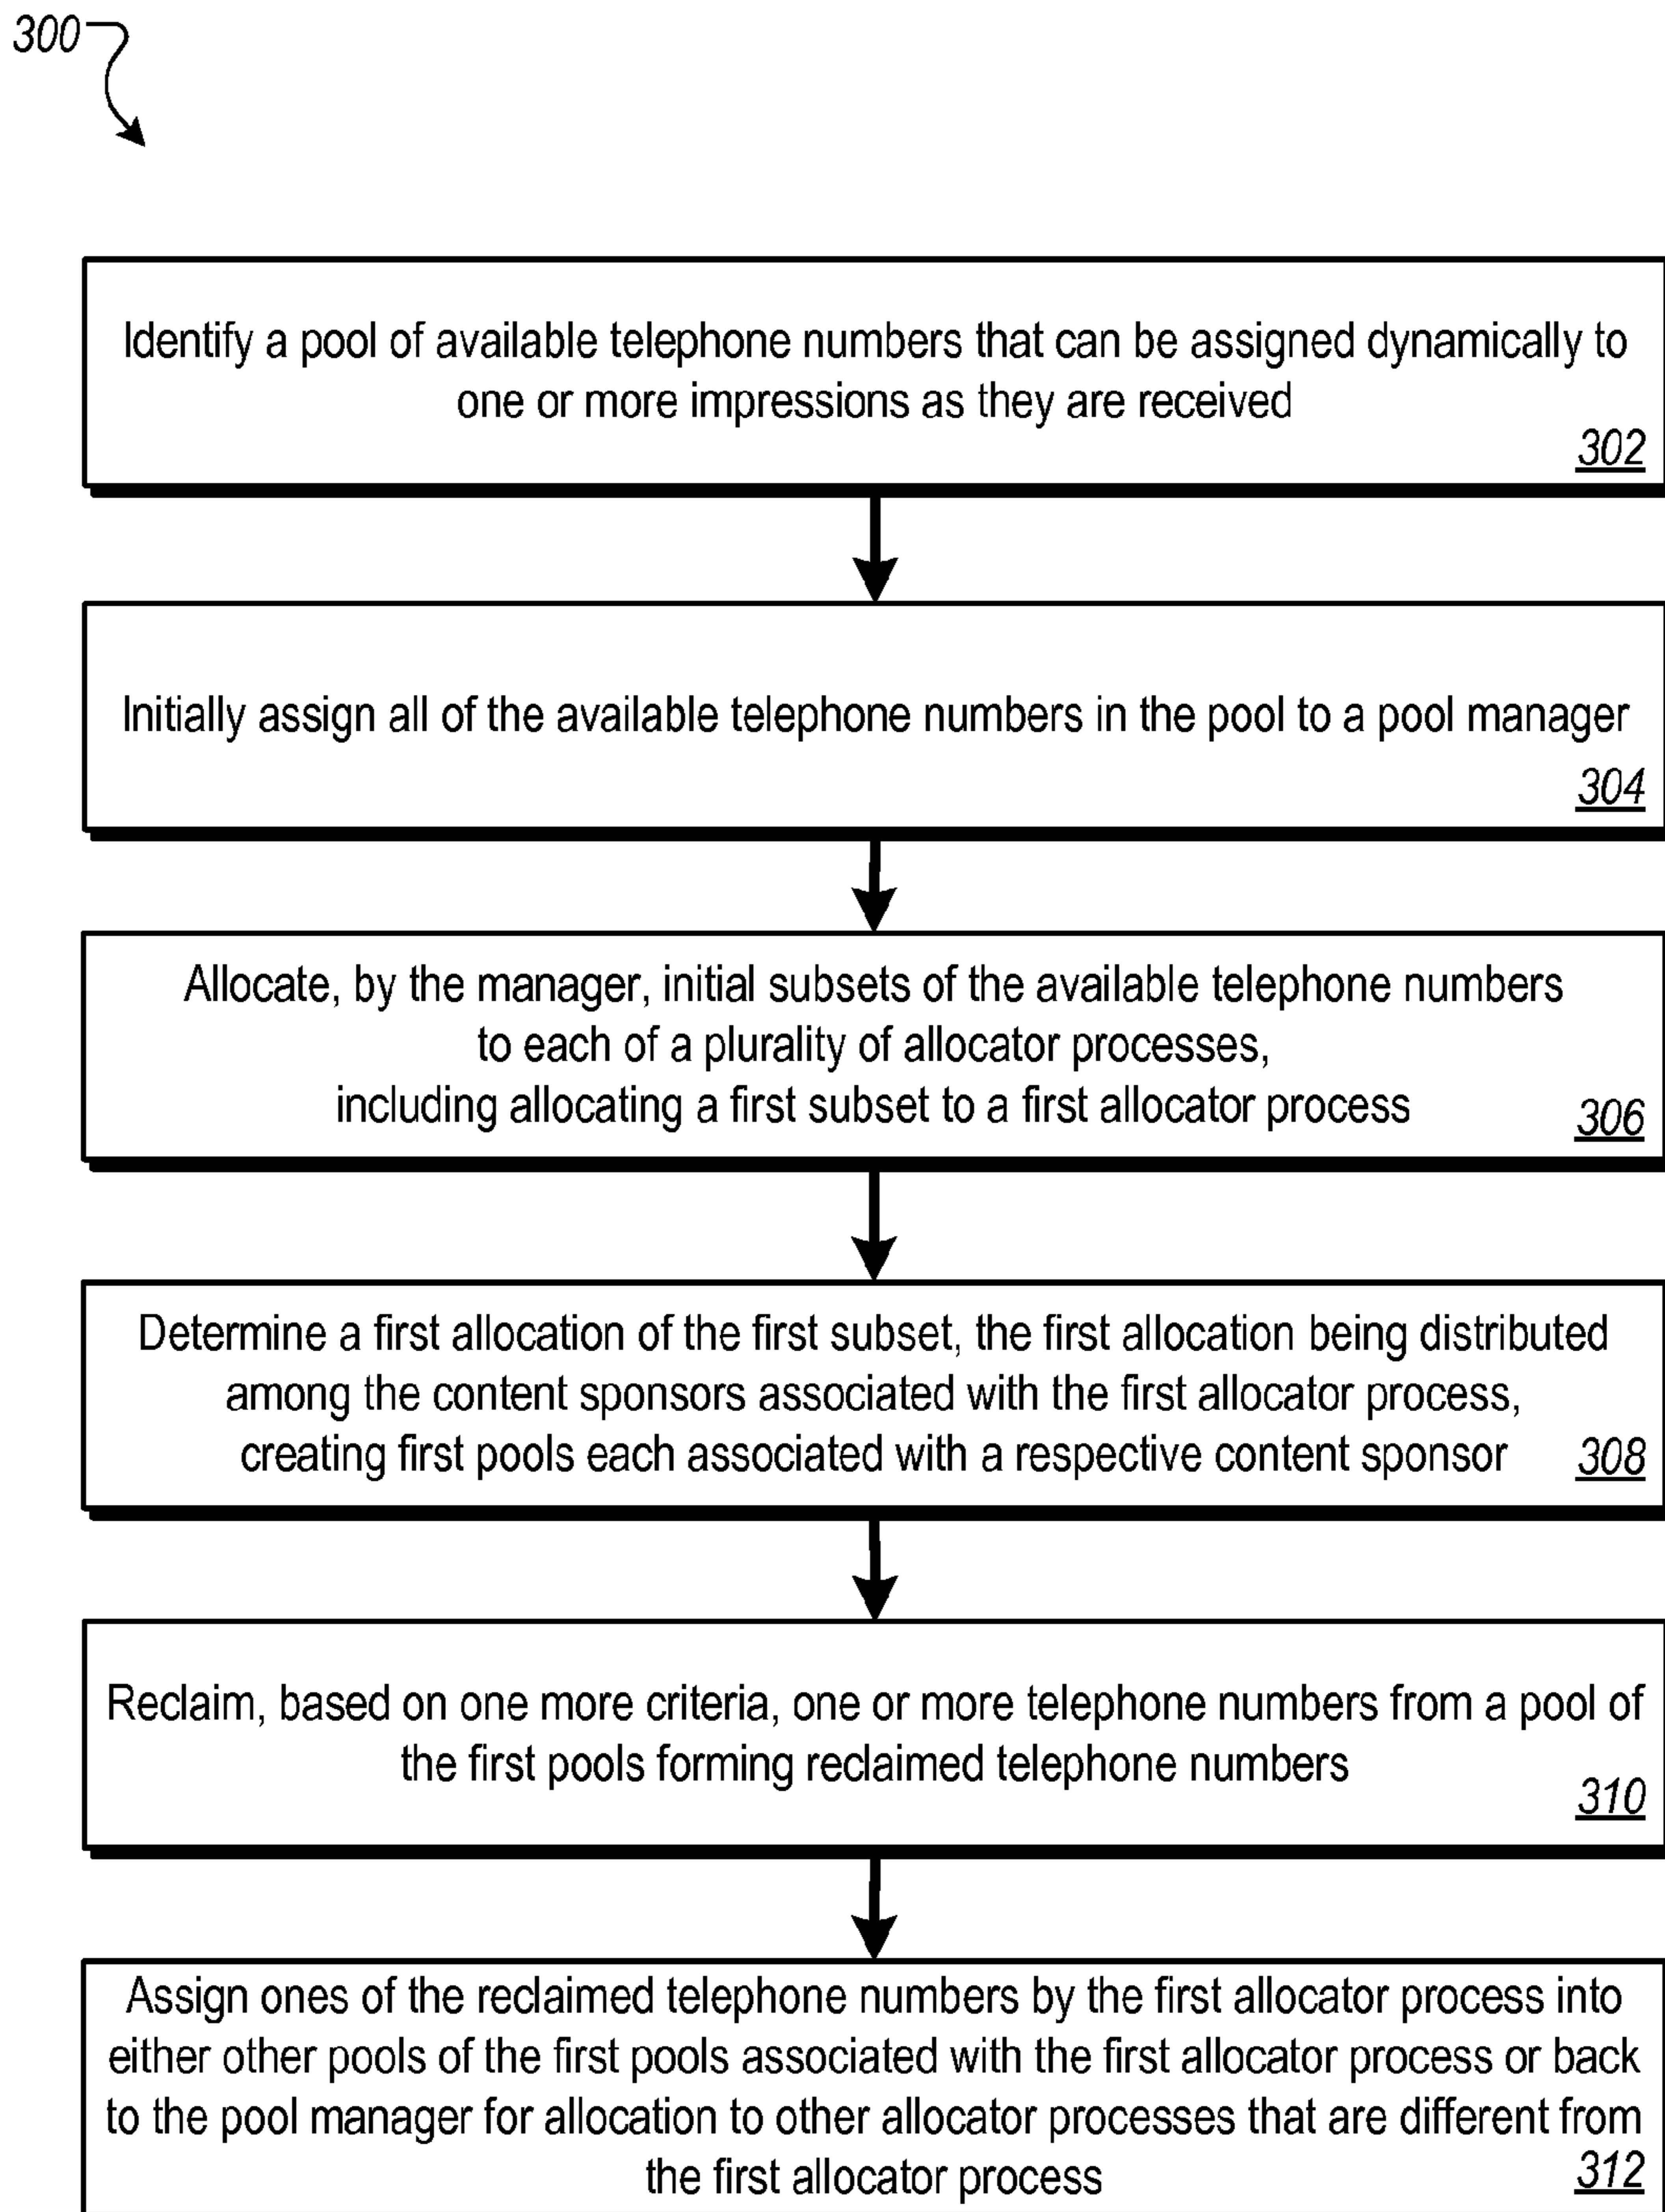 300
Identify a pool of available telephone numbers that can be assigned dynamically to
one or more impressions as they are received
302
Initially assign all of the available telephone numbers in the pool to a pool manager
304
Allocate, by the manager, initial subsets of the available telephone numbers
to each of a plurality of allocator processes,
including allocating a first subset to a first allocator process
306
Determine a first allocation of the first subset, the first allocation being distributed
among the content sponsors associated with the first allocator process,
creating first pools each associated with a respective content sponsor
308
Reclaim, based on one more criteria, one or more telephone numbers from a pool of
the first pools forming reclaimed telephone numbers
310
Assign ones of the reclaimed telephone numbers by the first allocator process into
either other pools of the first pools associated with the first allocator process or back
to the pool manager for allocation to other allocator processes that are different from
the first allocator process
312